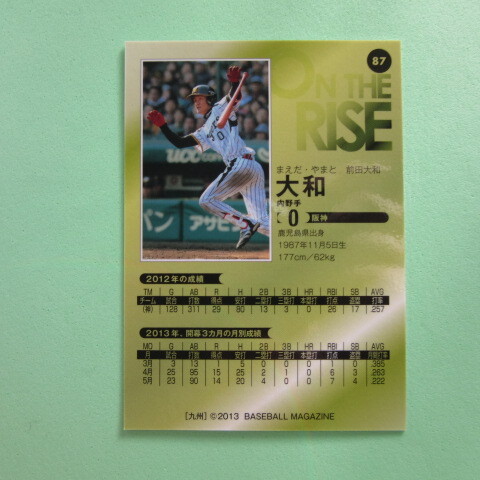 87
ON THE
RISE
まえだ・やまと 前田大和
大和
内野手
0 阪神
鹿児島県出身
1987年11月5日生
177cm/62kg
2012年の成績
TM G AB R H 2B 3B HR RBI SB AVG
チーム 試合 打数 得点 安打 二塁打 三塁打 本塁打 打点 盗塁 打率
(神) 128 311 29 80 13 3 0 26 17 .257
2013年、開幕3カ月の月別成績
MO G AB R H 2B 3B HR RBI SB AVG
月 試合 打数 得点 安打 二塁打 三塁打 本塁打 打点 盗塁 月間打率
3月 3 13 1 5 0 0 0 1 0 .385
4月 25 95 15 25 2 1 0 6 3 .263
5月 23 90 14 20 4 0 0 7 2 .222
[九州] ©2013 BASEBALL MAGAZINE
UCC
パン
アサヒ